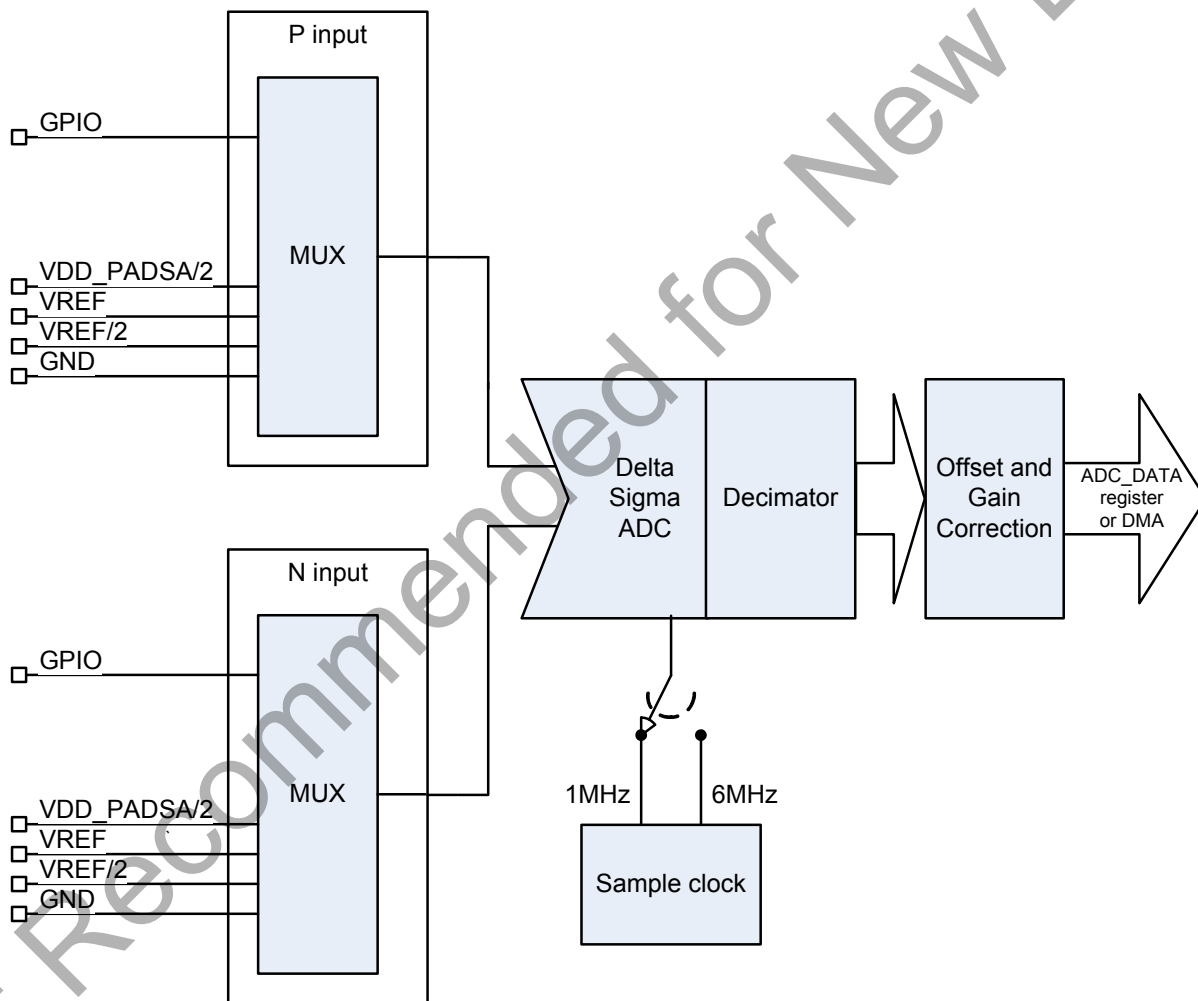 P input
GPIO
MUX
VDD_PADSA/2
VREF
VREF/2
GND
Delta
Sigma
ADC
Decimator
Offset and
Gain
Correction
ADC_DATA
register
or DMA
N input
GPIO
MUX
VDD_PADSA/2
VREF
VREF/2
GND
1MHz
6MHz
Sample clock
Recommended for New